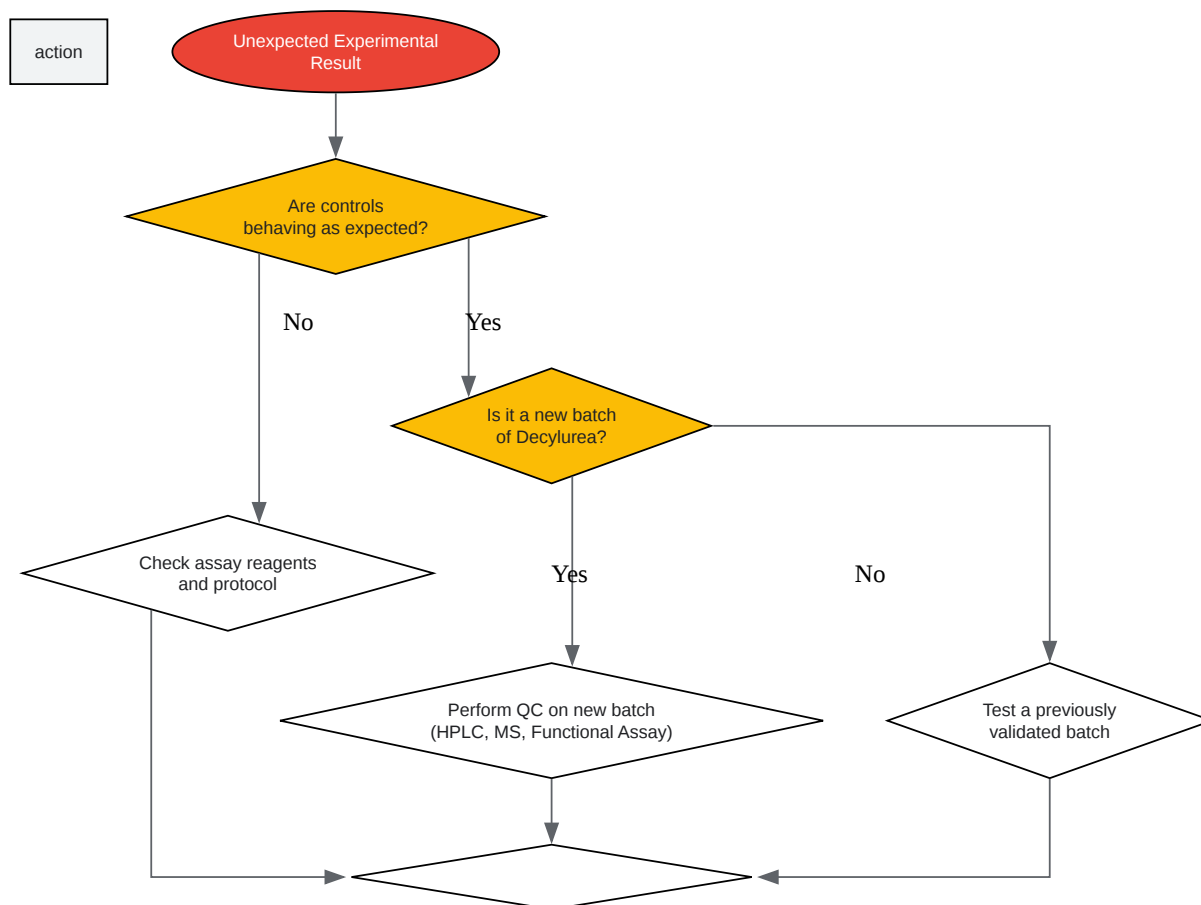 action
Unexpected Experimental
Result
Are controls
behaving as expected?
No
Yes
Is it a new batch
of Decylurea?
Check assay reagents
and protocol
Yes
No
Perform QC on new batch
(HPLC, MS, Functional Assay)
Test a previously
validated batch